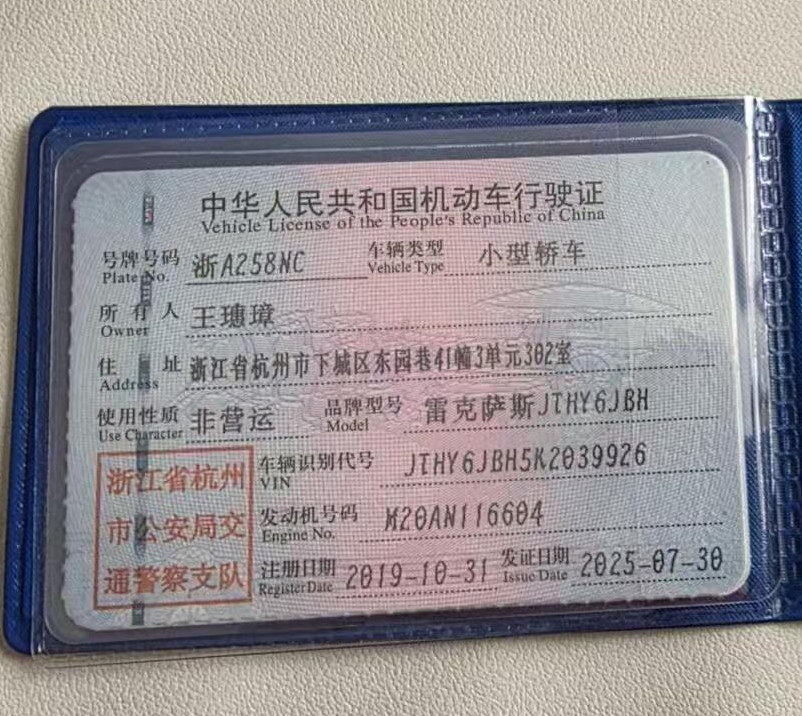 中华人民共和国机动车行驶证
Vehicle License of the People's Republic of China
号牌号码 浙A258NC 车辆类型 小型轿车
Plate No. Vehicle Type
所有人 王璤璋
Owner
住址 浙江省杭州市下城区东园巷41幢3单元302室
Address
使用性质 非营运 品牌型号 雷克萨斯JTHY6JBH
Use Character Model
浙江省杭州 车辆识别代号 JTHY6JBH5K2039926
VIN
市公安局交 发动机号码 M20AN116604
Engine No.
通警察支队 注册日期 2019-10-31 发证日期 2025-07-30
Register Date Issue Date